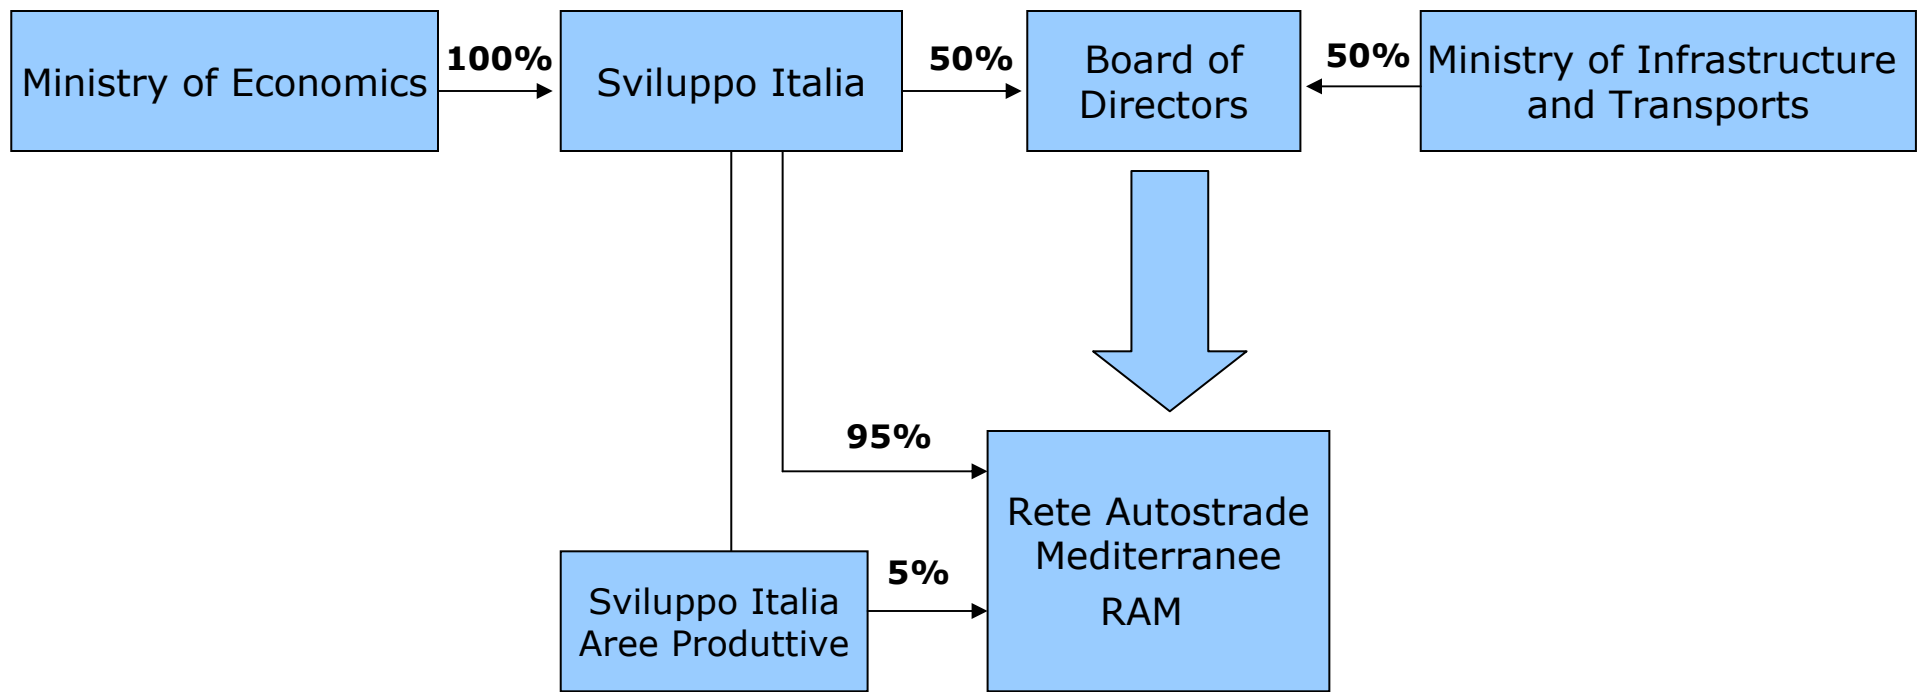 Ministry of Economics
100%
Sviluppo Italia
50%
Board of
Directors
50%
Ministry of Infrastructure
and Transports
95%
Rete Autostrade
Mediterranee
RAM
5%
Sviluppo Italia
Aree Produttive